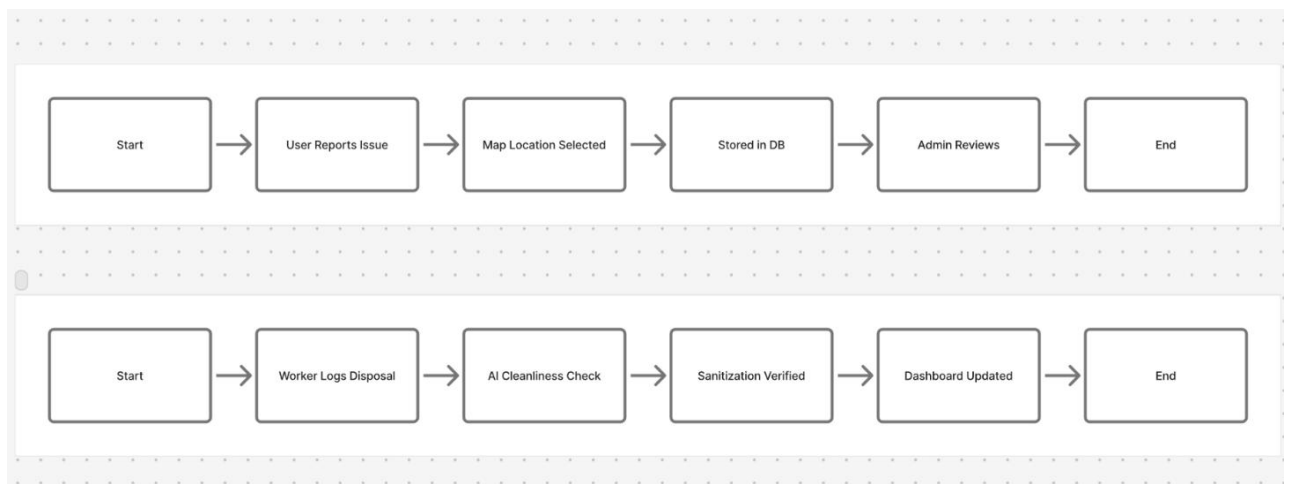 Start
User Reports Issue
Map Location Selected
Stored in DB
Admin Reviews
End
Start
Worker Logs Disposal
AI Cleanliness Check
Sanitization Verified
Dashboard Updated
End